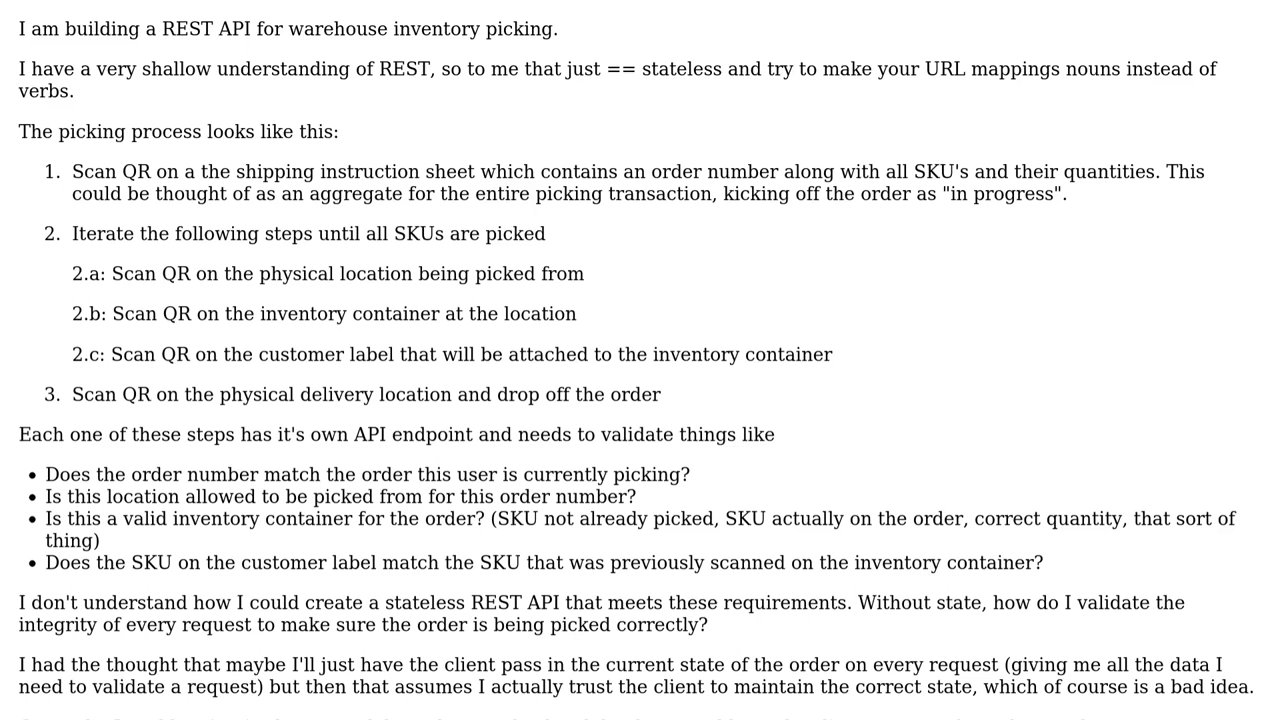 I am building a REST API for warehouse inventory picking.
I have a very shallow understanding of REST, so to me that just == stateless and try to make your URL mappings nouns instead of
verbs.
The picking process looks like this:
1. Scan QR on a the shipping instruction sheet which contains an order number along with all SKU's and their quantities. This
could be thought of as an aggregate for the entire picking transaction, kicking off the order as "in progress".
2. Iterate the following steps until all SKUs are picked
2.a: Scan QR on the physical location being picked from
2.b: Scan QR on the inventory container at the location
2.c: Scan QR on the customer label that will be attached to the inventory container
3. Scan QR on the physical delivery location and drop off the order
Each one of these steps has it's own API endpoint and needs to validate things like
• Does the order number match the order this user is currently picking?
• Is this location allowed to be picked from for this order number?
• Is this a valid inventory container for the order? (SKU not already picked, SKU actually on the order, correct quantity, that sort of
thing)
• Does the SKU on the customer label match the SKU that was previously scanned on the inventory container?
I don't understand how I could create a stateless REST API that meets these requirements. Without state, how do I validate the
integrity of every request to make sure the order is being picked correctly?
I had the thought that maybe I'll just have the client pass in the current state of the order on every request (giving me all the data I
need to validate a request) but then that assumes I actually trust the client to maintain the correct state, which of course is a bad idea.